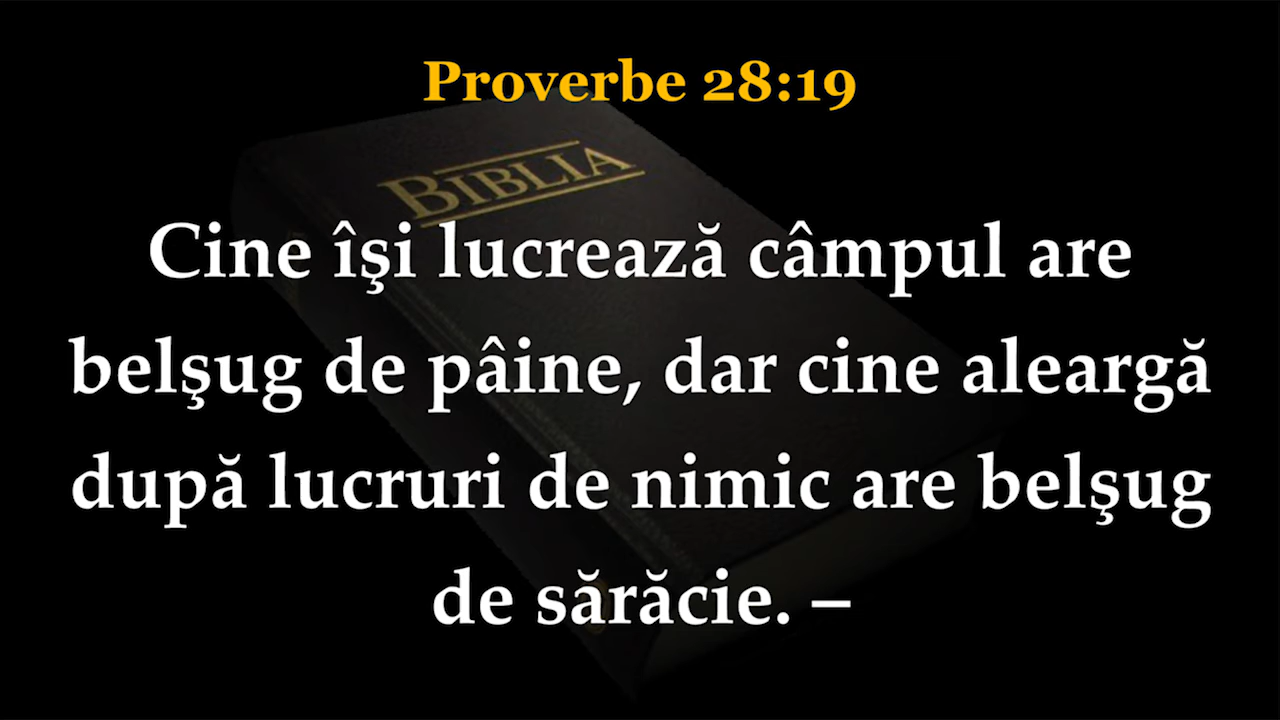 Proverbe 28:19
BIBLIA
Cine îşi lucrează câmpul are
belşug de pâine, dar cine aleargă
după lucruri de nimic are belşug
de sărăcie. –